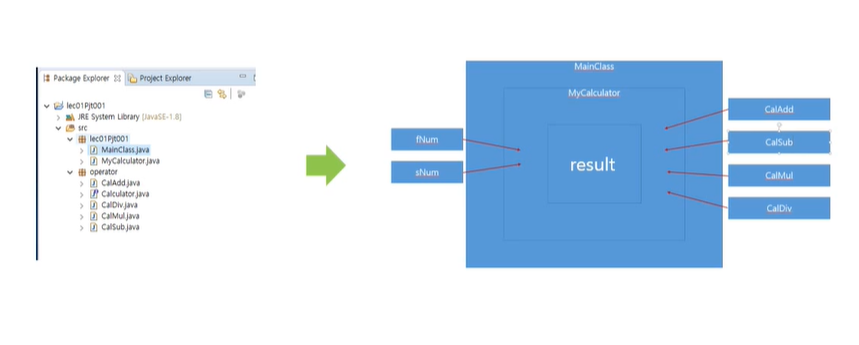 Package Explorer
Project Explorer
lec01Pjt001
JRE System Library [JavaSE-1.8]
src
lec01Pjt001
MainClass.java
MyCalculator.java
operator
CalAdd.java
Calculator.java
CalDiv.java
CalMul.java
CalSub.java
MainClass
MyCalculator
fNum
sNum
result
CalAdd
CalSub
CalMul
CalDiv